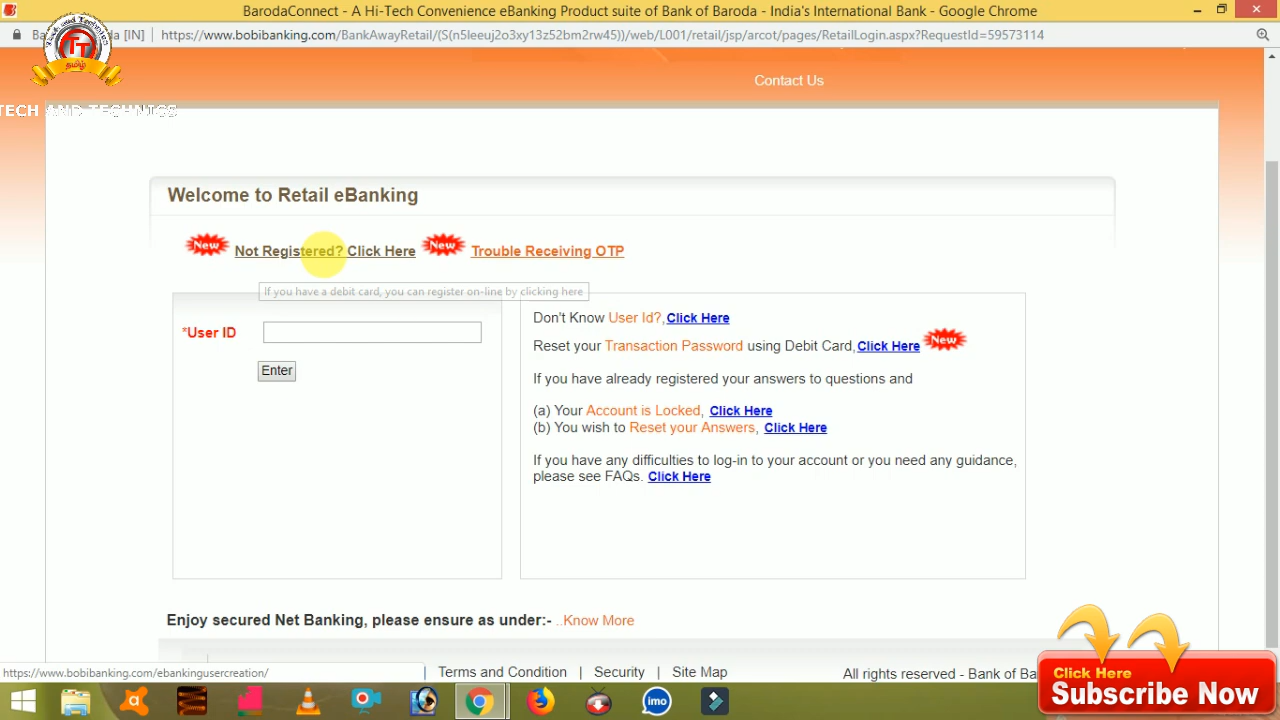 BarodaConnect - A Hi-Tech Convenience eBanking Product suite of Bank of Baroda - India's International Bank - Google Chrome
[IN] https://www.bobibanking.com/BankAwayRetail/(S(n5leeuj2o3xy13z52bm2rw45))/web/L001/retail/jsp/arcot/pages/RetailLogin.aspx?RequestId=59573114
TT
தமிழ்
TECH AND TECHNICS
Contact Us
Welcome to Retail eBanking
New Not Registered? Click Here New Trouble Receiving OTP
If you have a debit card, you can register on-line by clicking here
*User ID
Enter
Don't Know User Id?, Click Here
Reset your Transaction Password using Debit Card, Click Here New
If you have already registered your answers to questions and
(a) Your Account is Locked, Click Here
(b) You wish to Reset your Answers, Click Here
If you have any difficulties to log-in to your account or you need any guidance,
please see FAQs. Click Here
Enjoy secured Net Banking, please ensure as under:- ..Know More
https://www.bobibanking.com/ebankingusercreation/
| Terms and Condition | Security | Site Map
All rights reserved - Bank of Ba
Click Here
Subscribe Now
imo